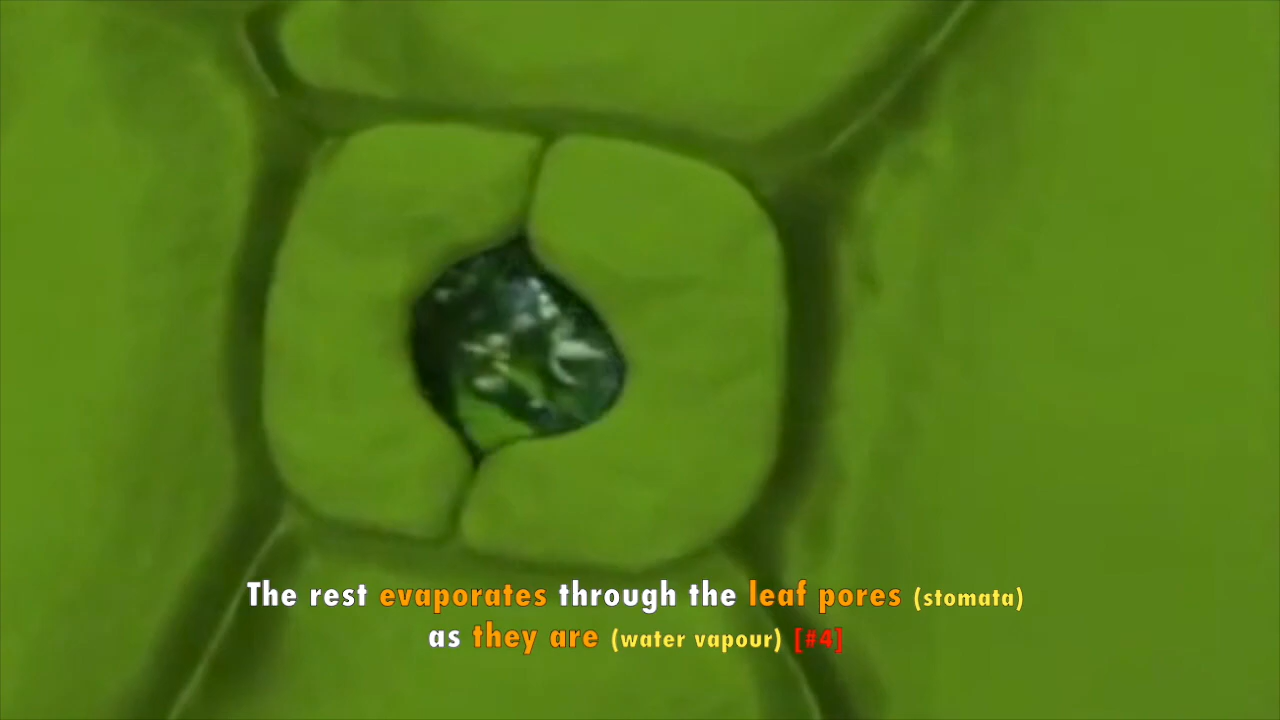 The rest evaporates through the leaf pores (stomata)
as they are (water vapour) [#4]